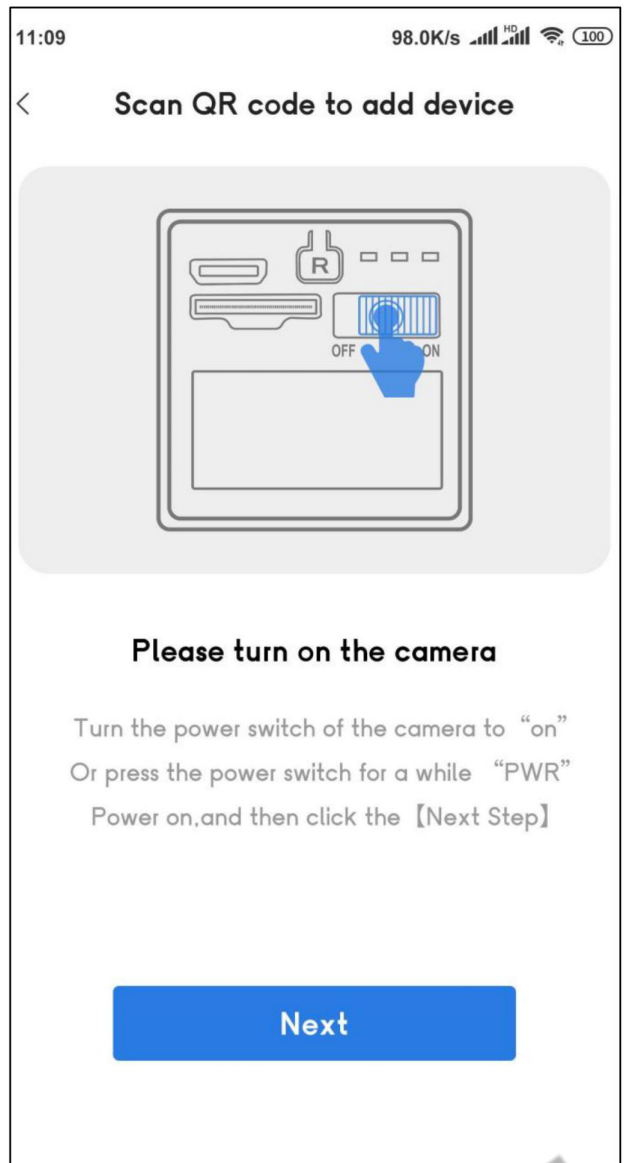 11:09 98.0K/s HD 100
< Scan QR code to add device
R
OFF ON
Please turn on the camera
Turn the power switch of the camera to “on”
Or press the power switch for a while “PWR”
Power on,and then click the【Next Step】
Next